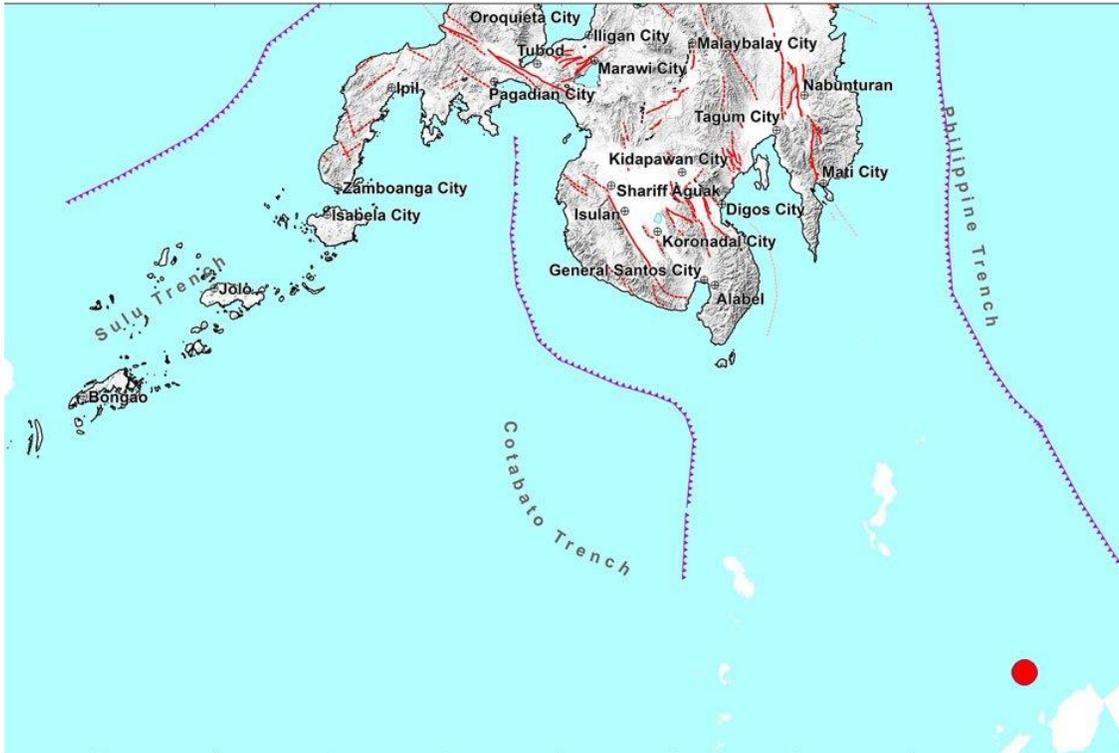 Oroquieta City
Iligan City
Malaybalay City
Tubod
Marawi City
Ipil
Pagadian City
Nabunturan
Tagum City
Philippine Trench
Kidapawan City
Mati City
Zamboanga City
Shariff Aguak
Isabela City
Isulan
Digos City
Koronadal City
General Santos City
Jolo
Alabel
Sulu Trench
Bongao
Cotabato Trench